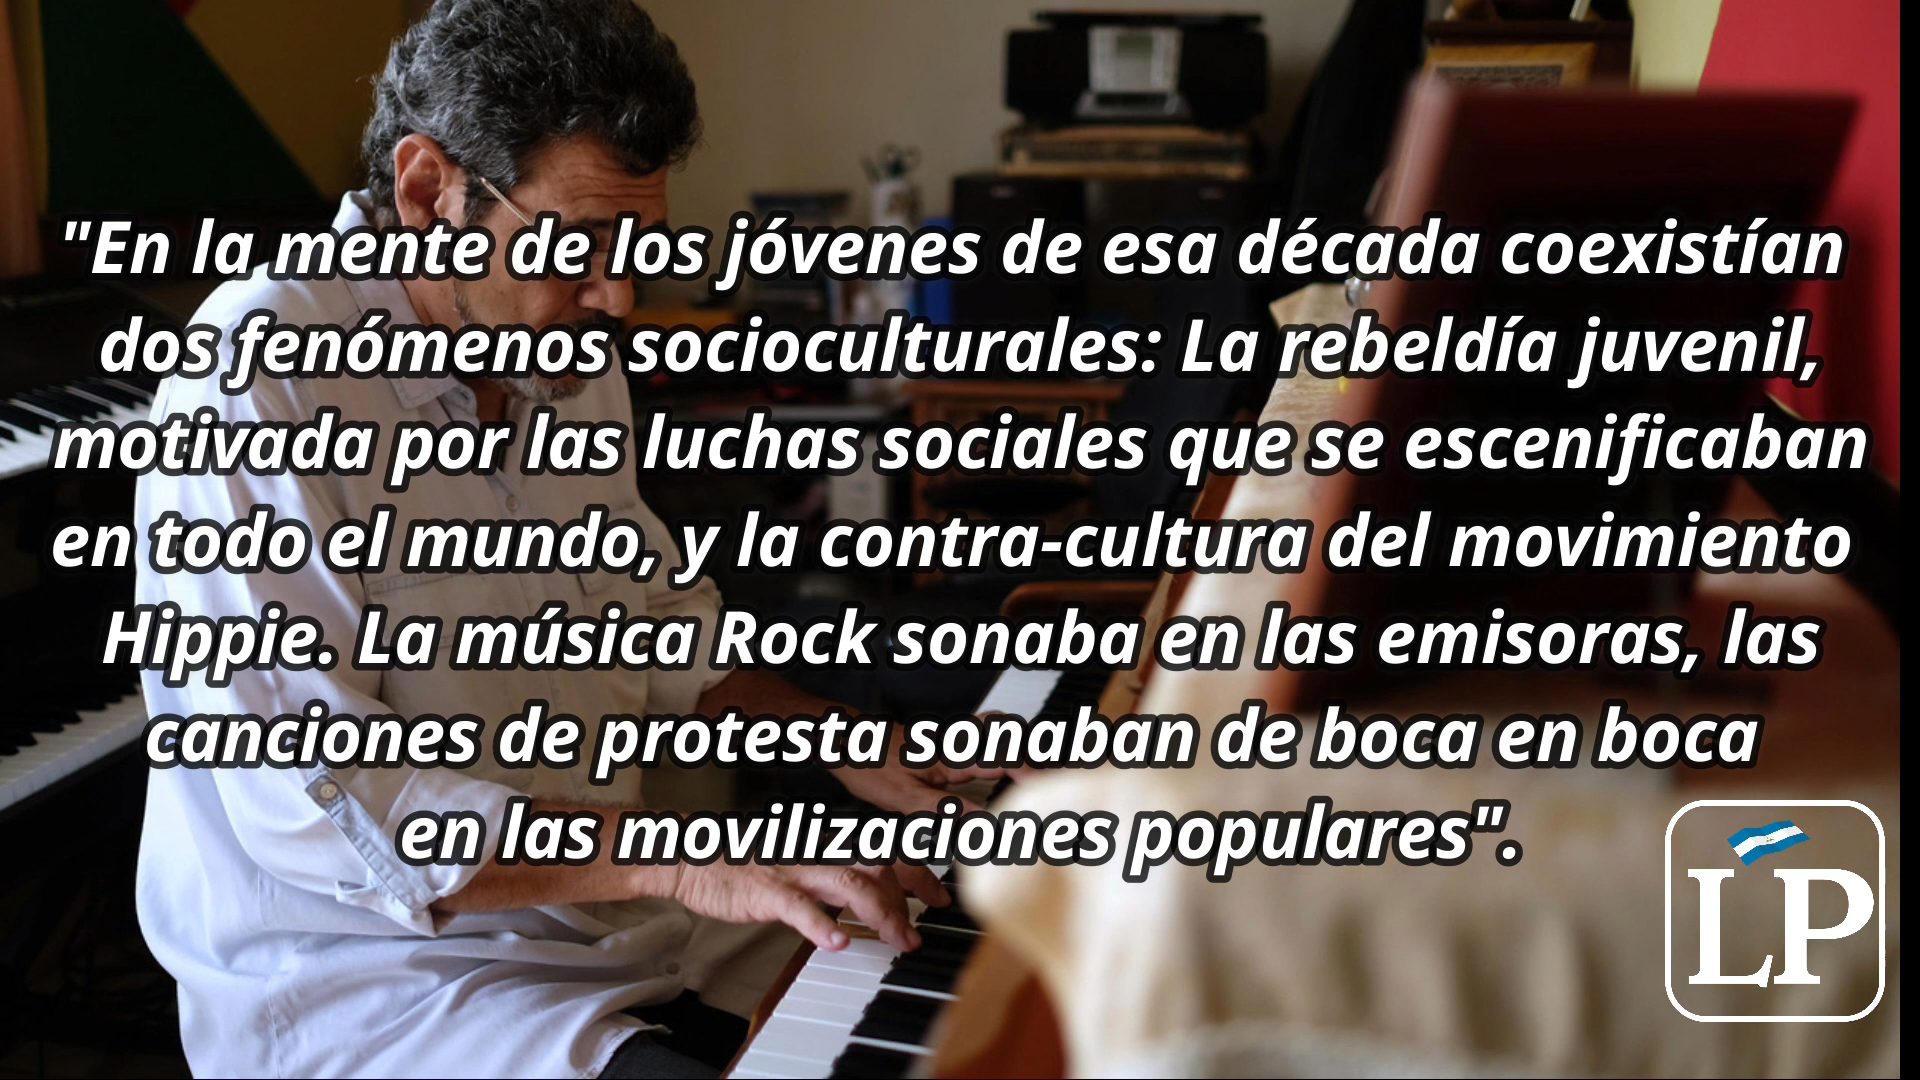 "En la mente de los jóvenes de esa década coexistían
dos fenómenos socioculturales: La rebeldía juvenil,
motivada por las luchas sociales que se escenificaban
en todo el mundo, y la contra-cultura del movimiento
Hippie. La música Rock sonaba en las emisoras, las
canciones de protesta sonaban de boca en boca
en las movilizaciones populares".
LP